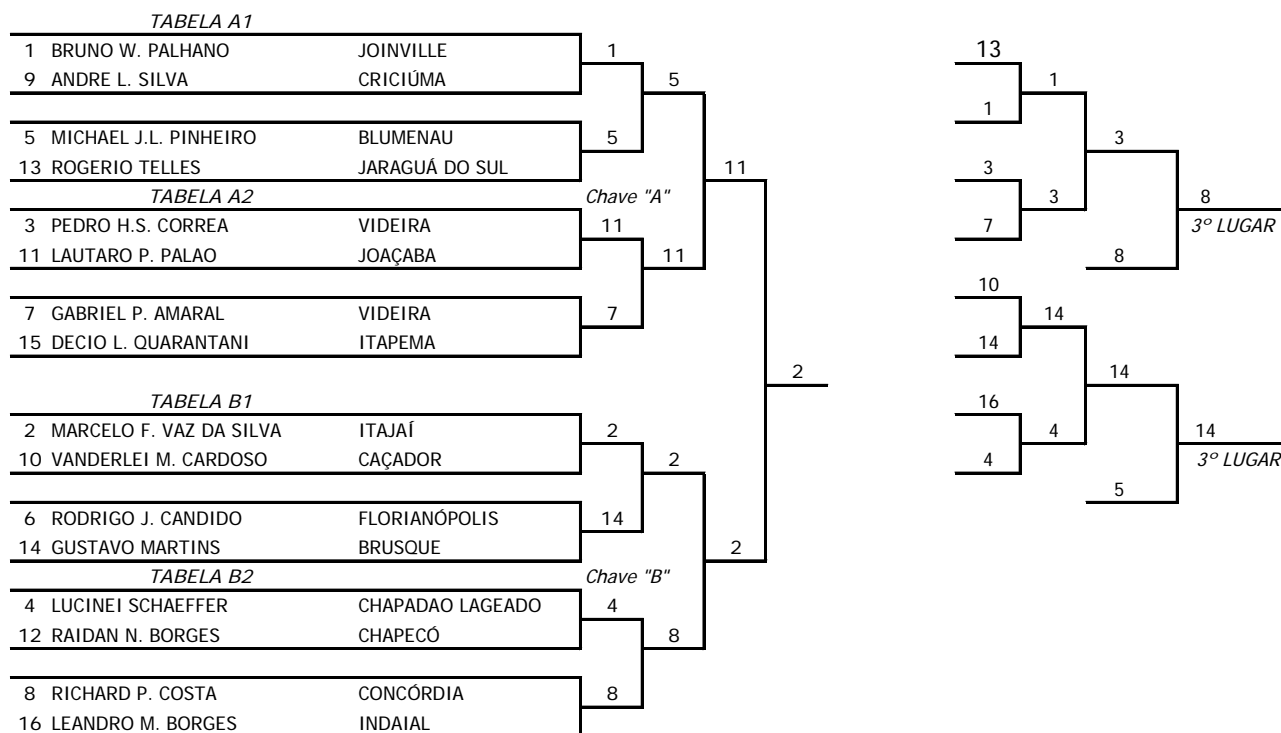 TABELA A1
1 BRUNO W. PALHANO JOINVILLE 1 13
9 ANDRE L. SILVA CRICIÚMA 5 1
1
5 MICHAEL J.L. PINHEIRO BLUMENAU 5 3
13 ROGERIO TELLES JARAGUÁ DO SUL 11 3
TABELA A2 Chave "A" 3 8
3 PEDRO H.S. CORREA VIDEIRA 11 7 3º LUGAR
11 LAUTARO P. PALAO JOAÇABA 11 8
10
7 GABRIEL P. AMARAL VIDEIRA 7 14
15 DECIO L. QUARANTANI ITAPEMA 14
2 14
TABELA B1 16
2 MARCELO F. VAZ DA SILVA ITAJAÍ 2 4 14
10 VANDERLEI M. CARDOSO CAÇADOR 2 4 3º LUGAR
5
6 RODRIGO J. CANDIDO FLORIANÓPOLIS 14
14 GUSTAVO MARTINS BRUSQUE 2
TABELA B2 Chave "B"
4 LUCINEI SCHAEFFER CHAPADAO LAGEADO 4
12 RAIDAN N. BORGES CHAPECÓ 8
8 RICHARD P. COSTA CONCÓRDIA 8
16 LEANDRO M. BORGES INDAIAL